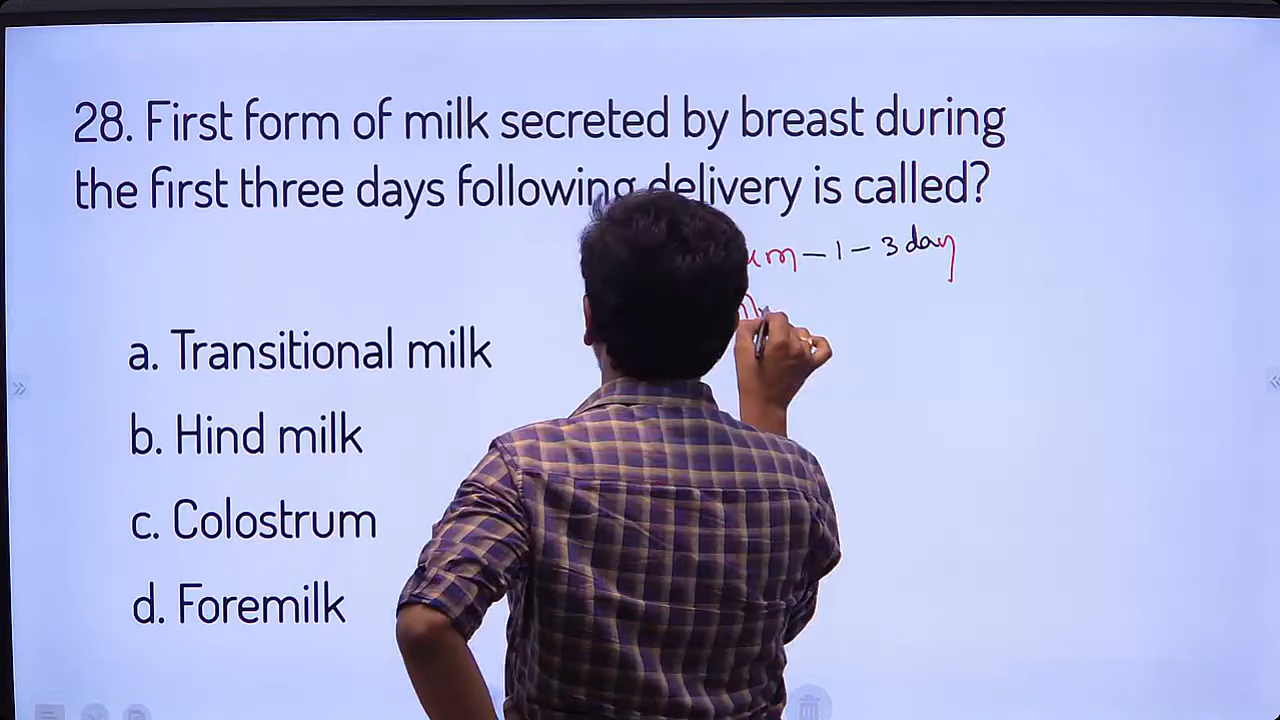 28. First form of milk secreted by breast during
the first three days following delivery is called?
um - 1 - 3 day
a. Transitional milk
b. Hind milk
c. Colostrum
d. Foremilk